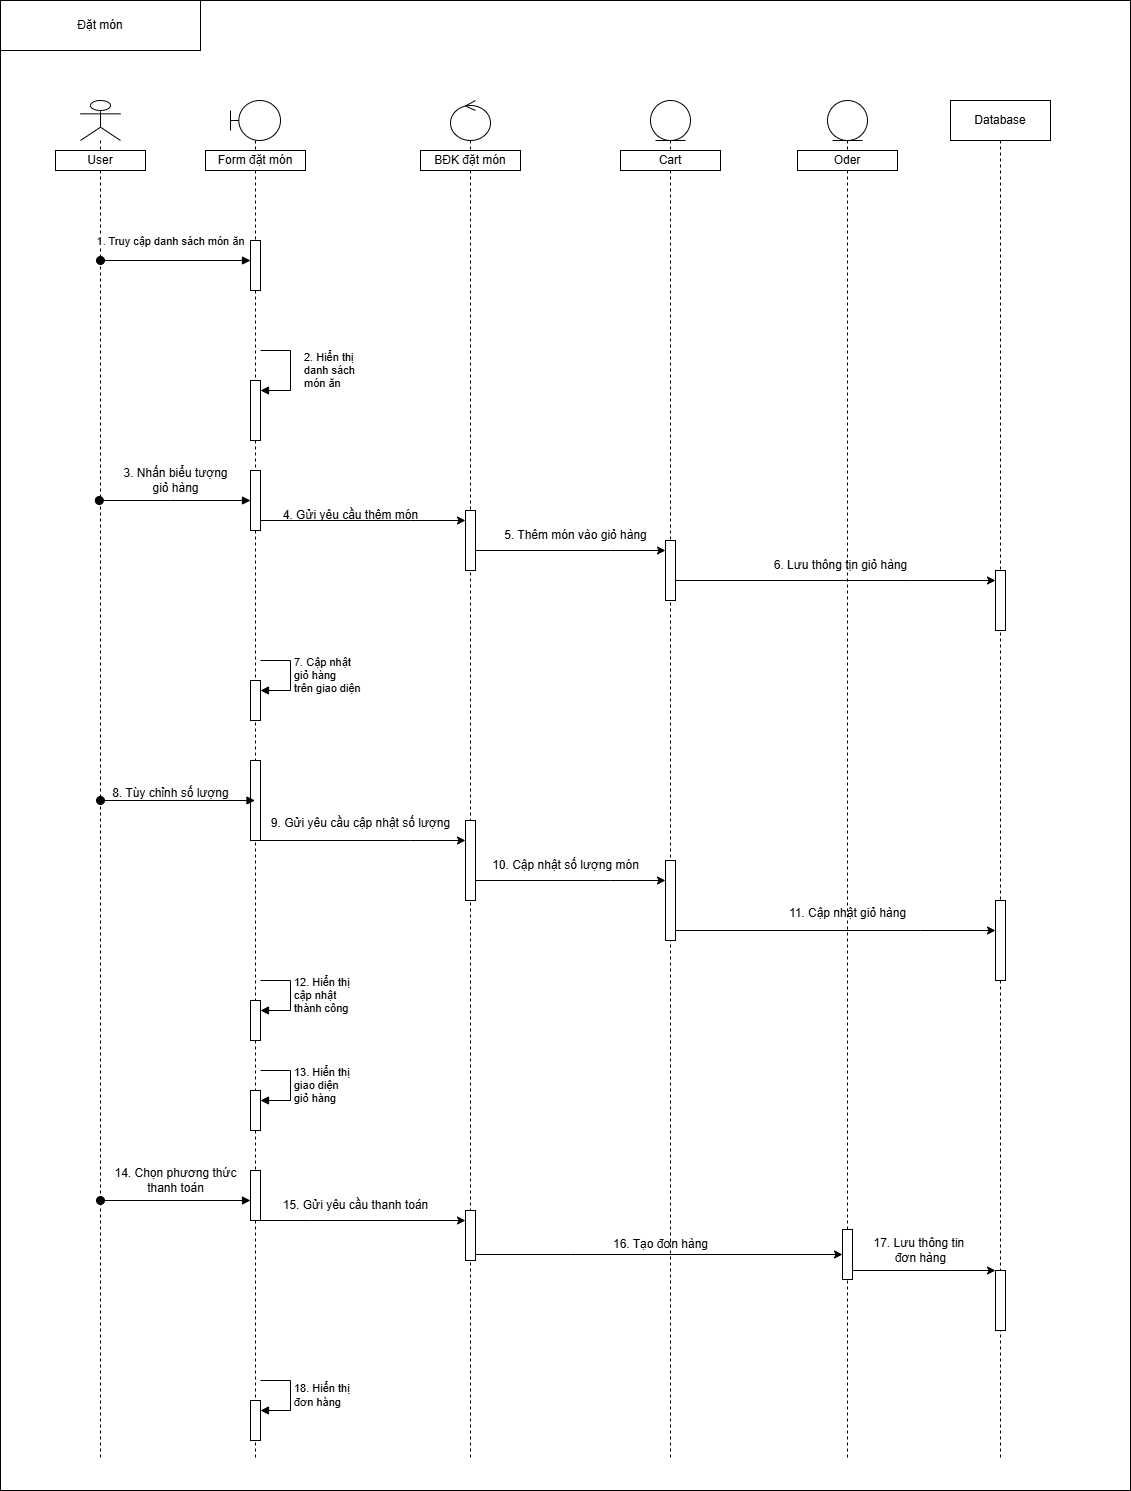 Đặt món
User
Form đặt món
BĐK đặt món
Cart
Oder
Database
1. Truy cập danh sách món ăn
2. Hiển thị
danh sách
món ăn
3. Nhấn biểu tượng
giỏ hàng
4. Gửi yêu cầu thêm món
5. Thêm món vào giỏ hàng
6. Lưu thông tin giỏ hàng
7. Cập nhật
giỏ hàng
trên giao diện
8. Tùy chỉnh số lượng
9. Gửi yêu cầu cập nhật số lượng
10. Cập nhật số lượng món
11. Cập nhật giỏ hàng
12. Hiển thị
cập nhật
thành công
13. Hiển thị
giao diện
giỏ hàng
14. Chọn phương thức
thanh toán
15. Gửi yêu cầu thanh toán
16. Tạo đơn hàng
17. Lưu thông tin
đơn hàng
18. Hiển thị
đơn hàng